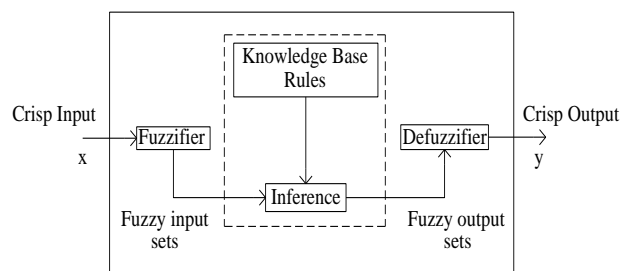 Knowledge Base
Rules
Crisp Input
x
Fuzzifier
Defuzzifier
Crisp Output
y
Inference
Fuzzy input
sets
Fuzzy output
sets